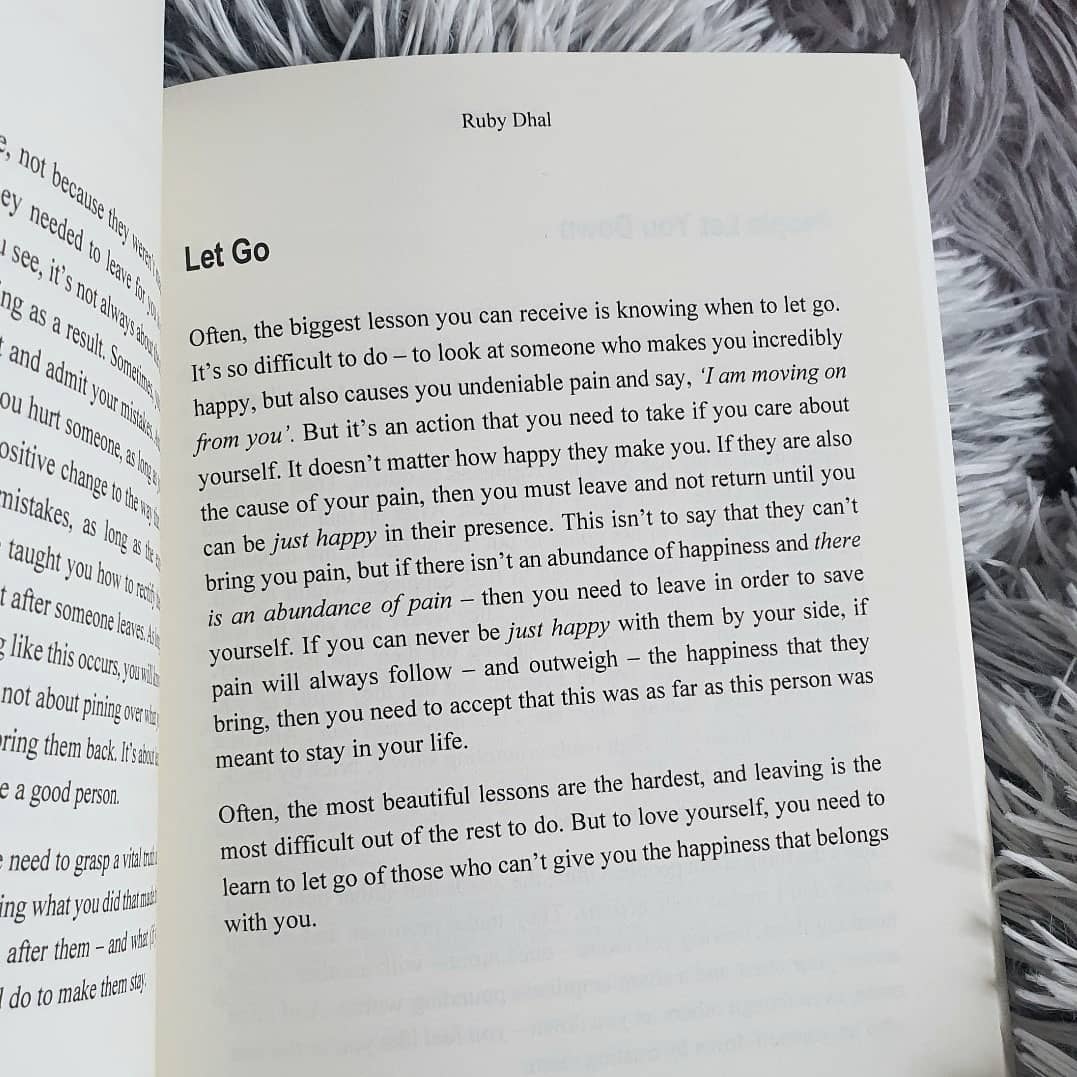 e, not because they weren't
ey needed to leave for you
u see, it's not always about
ng as a result. Sometimes,
t and admit your mistakes.
ou hurt someone, as long as
ositive change to the way
mistakes, as long as the
taught you how to rectify
t after someone leaves. As
g like this occurs, you will
not about pining over
bring them back. It's about
e a good person.
e need to grasp a vital truth
ing what you did that made
after them – and what if
I do to make them stay.
Ruby Dhal
Let Go
Often, the biggest lesson you can receive is knowing when to let go.
It's so difficult to do – to look at someone who makes you incredibly
happy, but also causes you undeniable pain and say, 'I am moving on
from you'. But it's an action that you need to take if you care about
yourself. It doesn't matter how happy they make you. If they are also
the cause of your pain, then you must leave and not return until you
can be just happy in their presence. This isn't to say that they can't
bring you pain, but if there isn't an abundance of happiness and there
is an abundance of pain – then you need to leave in order to save
yourself. If you can never be just happy with them by your side, if
pain will always follow – and outweigh – the happiness that they
bring, then you need to accept that this was as far as this person was
meant to stay in your life.
Often, the most beautiful lessons are the hardest, and leaving is the
most difficult out of the rest to do. But to love yourself, you need to
learn to let go of those who can't give you the happiness that belongs
with you.